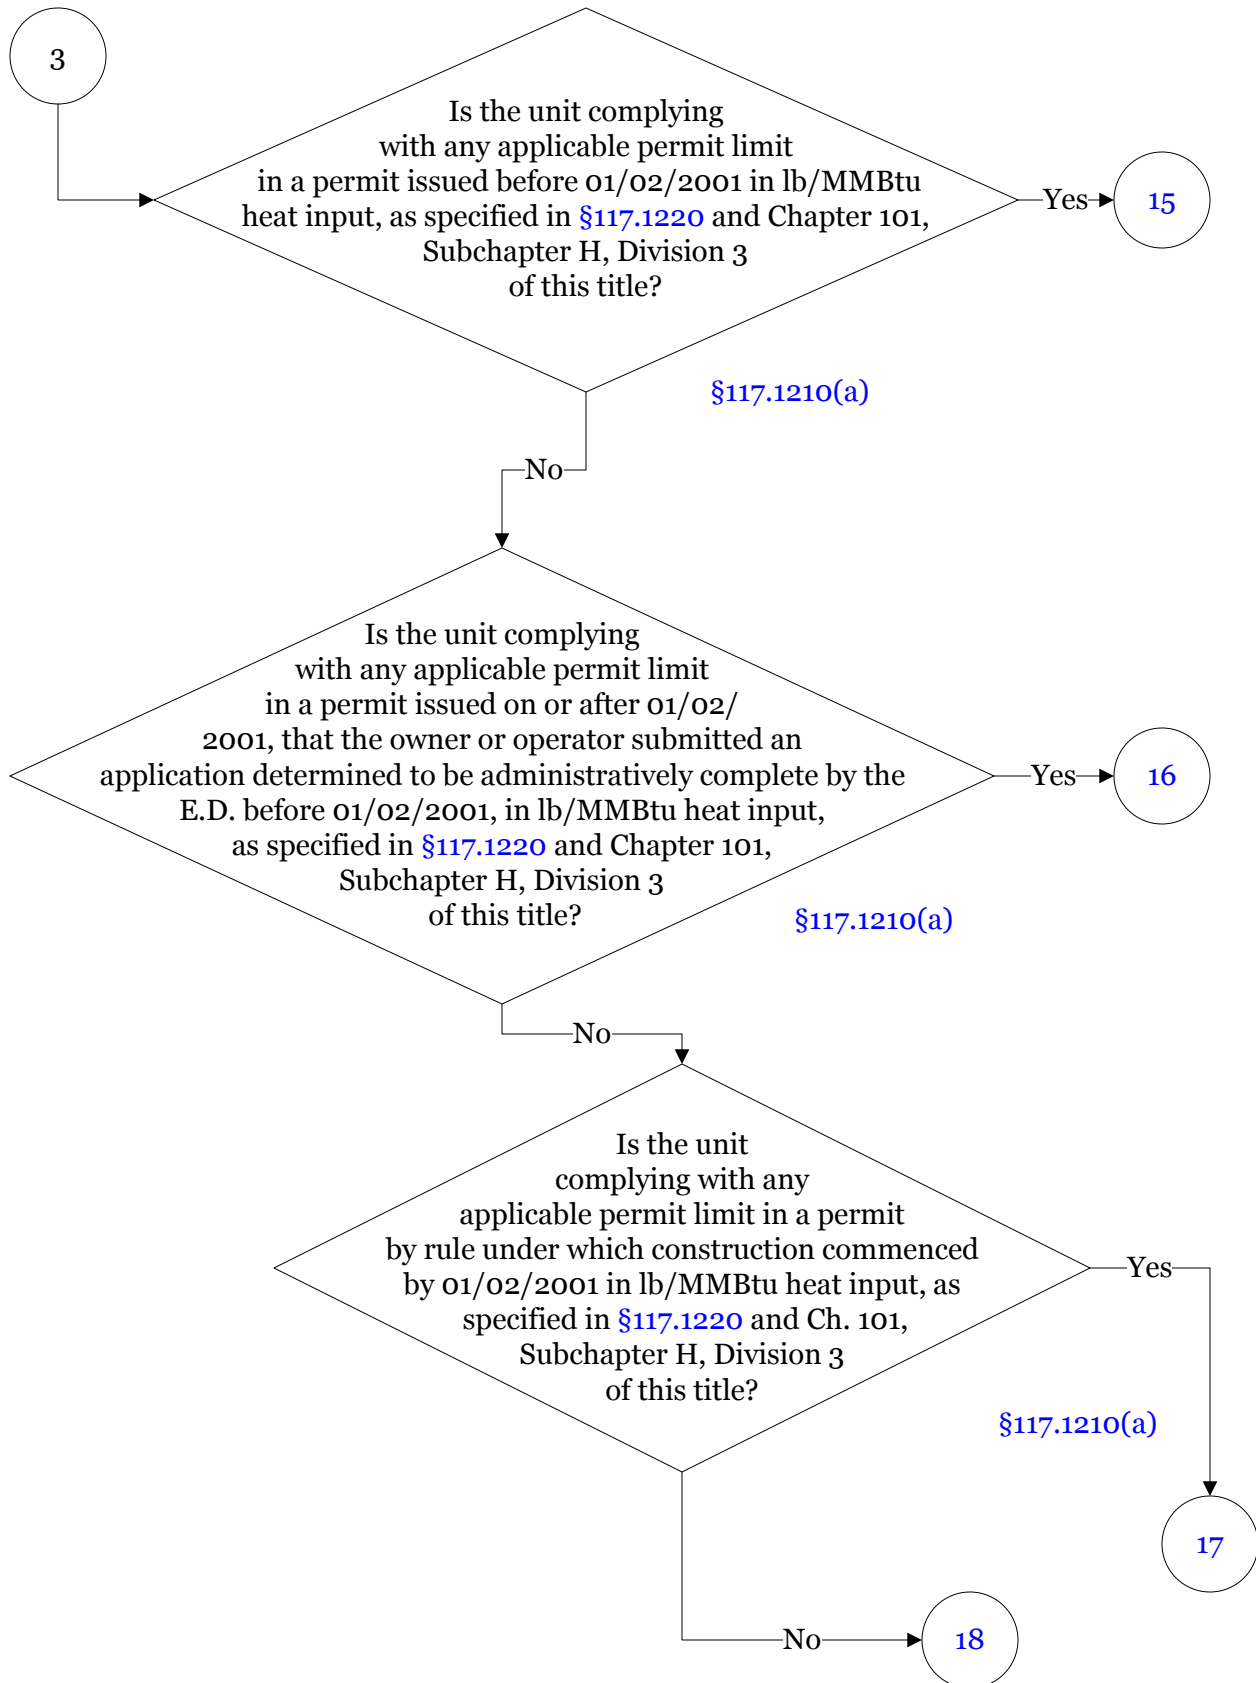 3
Is the unit complying
with any applicable permit limit
in a permit issued before 01/02/2001 in lb/MMBtu
heat input, as specified in §117.1220 and Chapter 101,
Subchapter H, Division 3
of this title?
Yes
15
§117.1210(a)
No
Is the unit complying
with any applicable permit limit
in a permit issued on or after 01/02/
2001, that the owner or operator submitted an
application determined to be administratively complete by the
E.D. before 01/02/2001, in lb/MMBtu heat input,
as specified in §117.1220 and Chapter 101,
Subchapter H, Division 3
of this title?
Yes
16
§117.1210(a)
No
Is the unit
complying with any
applicable permit limit in a permit
by rule under which construction commenced
by 01/02/2001 in lb/MMBtu heat input, as
specified in §117.1220 and Ch. 101,
Subchapter H, Division 3
of this title?
Yes
§117.1210(a)
17
No
18